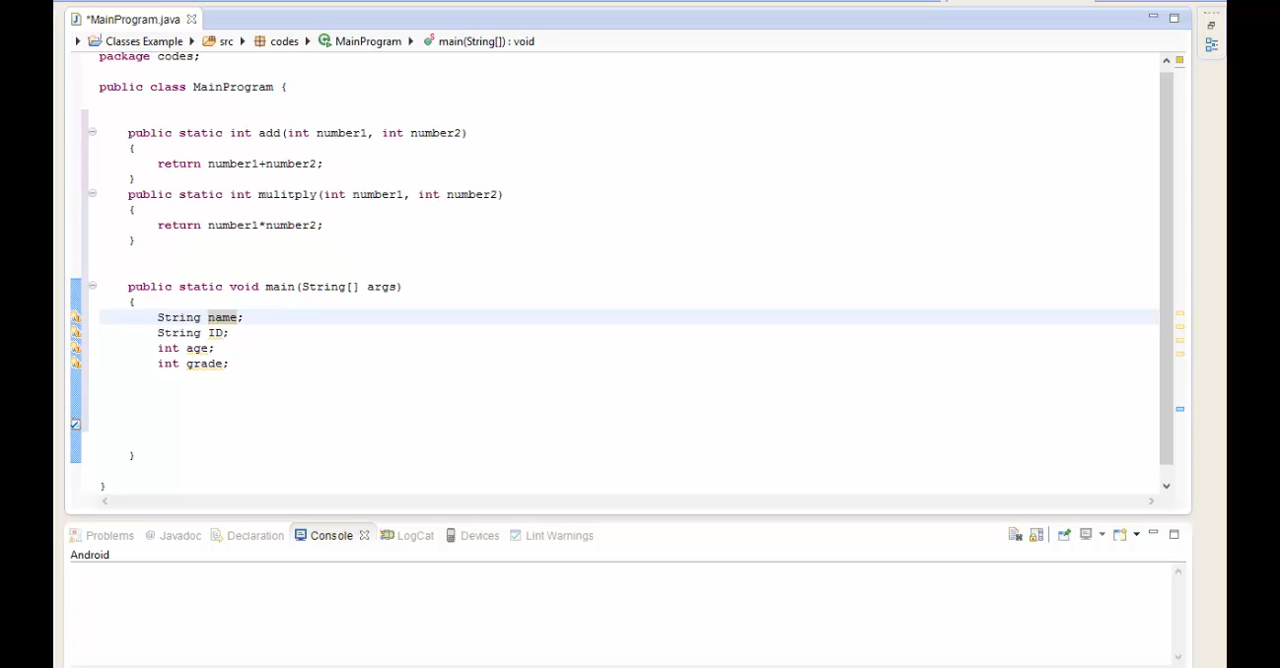 *MainProgram.java
Classes Example src codes MainProgram main(String[]) : void
package codes;
public class MainProgram {
public static int add(int number1, int number2)
{
return number1+number2;
}
public static int mulitply(int number1, int number2)
{
return number1*number2;
}
public static void main(String[] args)
{
String name;
String ID;
int age;
int grade;
}
}
Problems @ Javadoc Declaration Console LogCat Devices Lint Warnings
Android